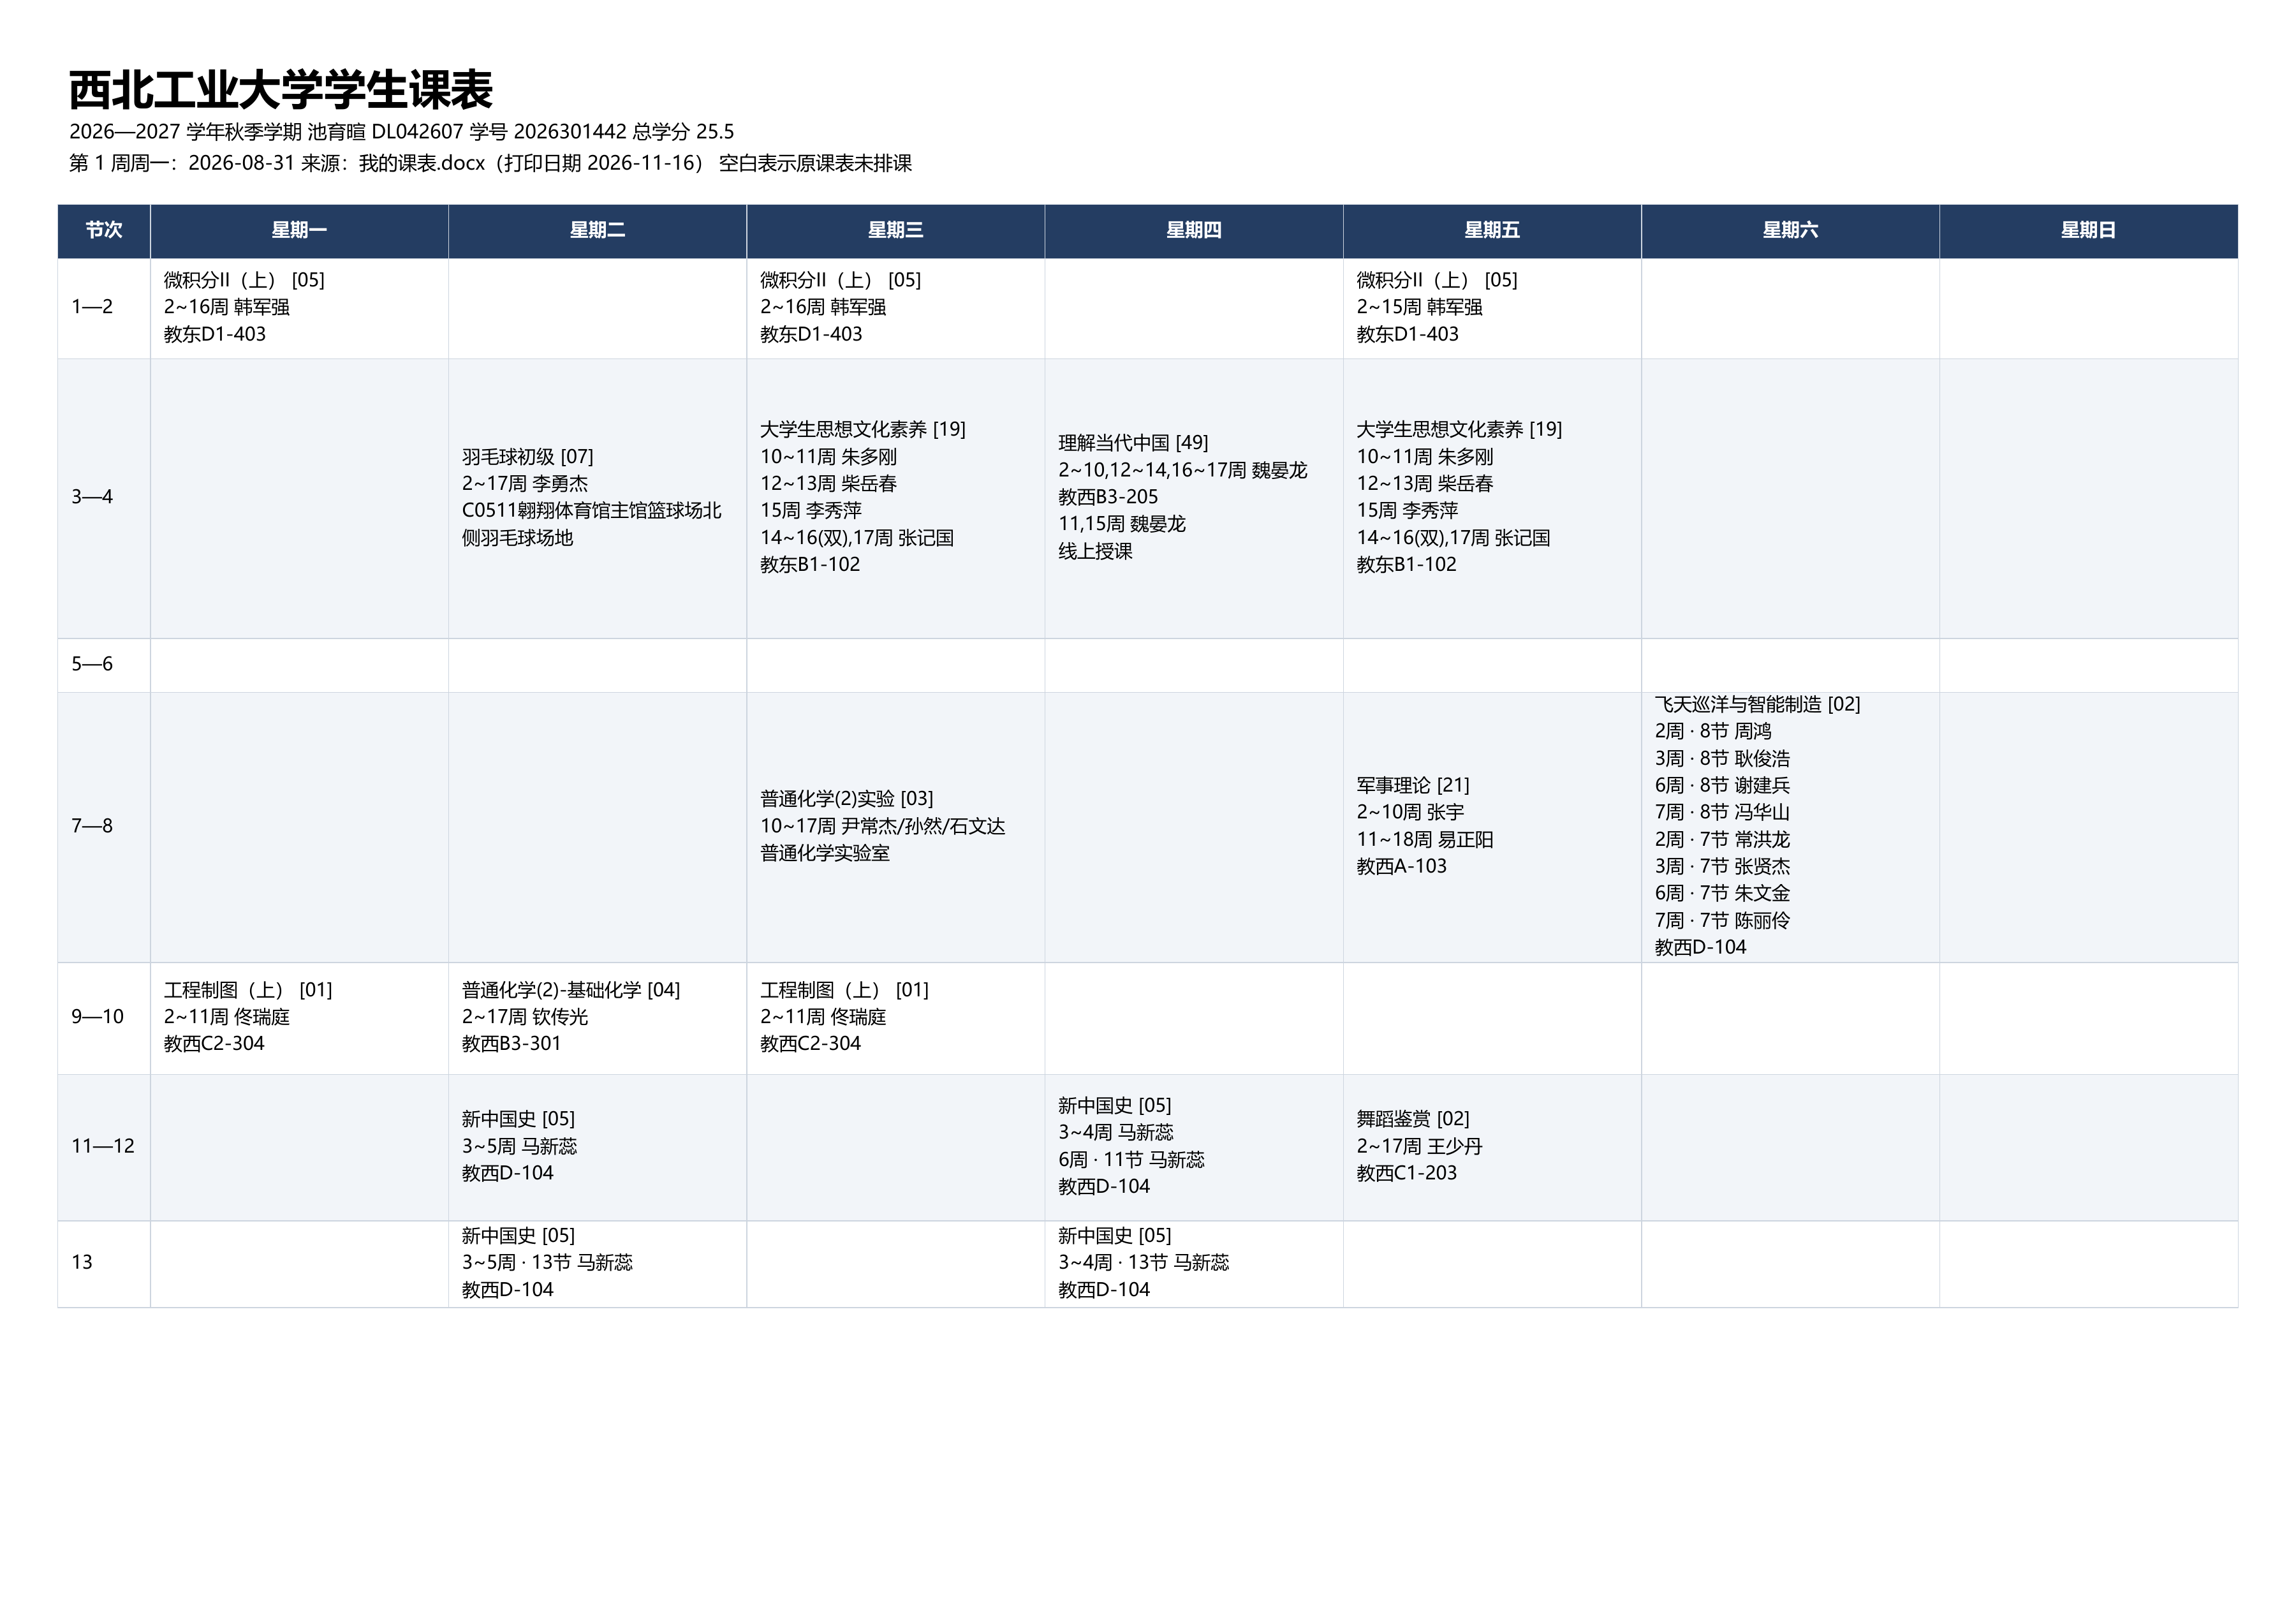 西北工业大学学生课表
2026—2027 学年秋季学期 池育暄 DL042607 学号 2026301442 总学分 25.5
第 1 周周一：2026-08-31 来源：我的课表.docx（打印日期 2026-11-16） 空白表示原课表未排课
节次 星期一 星期二 星期三 星期四 星期五 星期六 星期日
1—2
微积分II（上） [05]
2~16周 韩军强
教东D1-403
微积分II（上） [05]
2~16周 韩军强
教东D1-403
微积分II（上） [05]
2~15周 韩军强
教东D1-403
3—4
羽毛球初级 [07]
2~17周 李勇杰
C0511翱翔体育馆主馆篮球场北
侧羽毛球场地
大学生思想文化素养 [19]
10~11周 朱多刚
12~13周 柴岳春
15周 李秀萍
14~16(双),17周 张记国
教东B1-102
理解当代中国 [49]
2~10,12~14,16~17周 魏晏龙
教西B3-205
11,15周 魏晏龙
线上授课
大学生思想文化素养 [19]
10~11周 朱多刚
12~13周 柴岳春
15周 李秀萍
14~16(双),17周 张记国
教东B1-102
5—6
7—8
普通化学(2)实验 [03]
10~17周 尹常杰/孙然/石文达
普通化学实验室
军事理论 [21]
2~10周 张宇
11~18周 易正阳
教西A-103
飞天巡洋与智能制造 [02]
2周 · 8节 周鸿
3周 · 8节 耿俊浩
6周 · 8节 谢建兵
7周 · 8节 冯华山
2周 · 7节 常洪龙
3周 · 7节 张贤杰
6周 · 7节 朱文金
7周 · 7节 陈丽伶
教西D-104
9—10
工程制图（上） [01]
2~11周 佟瑞庭
教西C2-304
普通化学(2)-基础化学 [04]
2~17周 钦传光
教西B3-301
工程制图（上） [01]
2~11周 佟瑞庭
教西C2-304
11—12
新中国史 [05]
3~5周 马新蕊
教西D-104
新中国史 [05]
3~4周 马新蕊
6周 · 11节 马新蕊
教西D-104
舞蹈鉴赏 [02]
2~17周 王少丹
教西C1-203
13
新中国史 [05]
3~5周 · 13节 马新蕊
教西D-104
新中国史 [05]
3~4周 · 13节 马新蕊
教西D-104